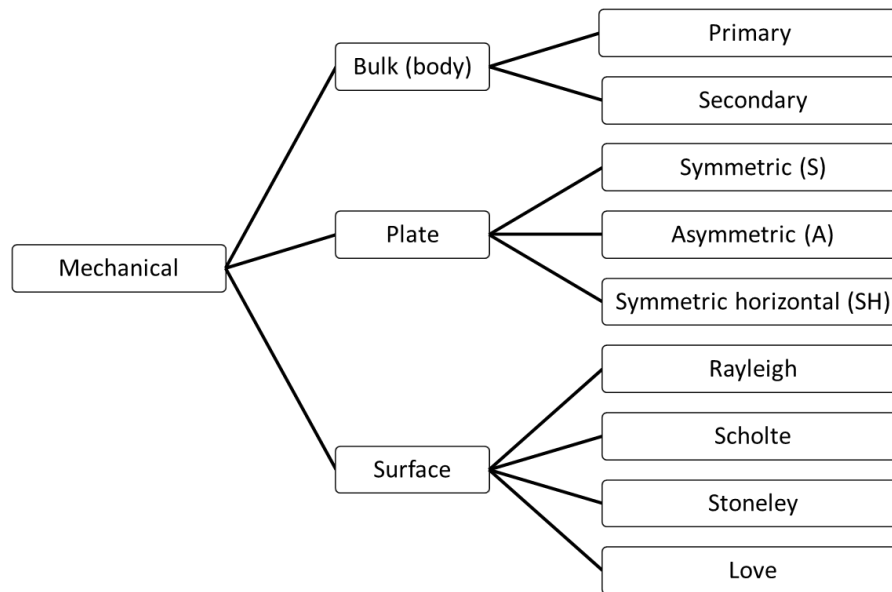 Mechanical
Bulk (body)
Primary
Secondary
Plate
Symmetric (S)
Asymmetric (A)
Symmetric horizontal (SH)
Surface
Rayleigh
Scholte
Stoneley
Love